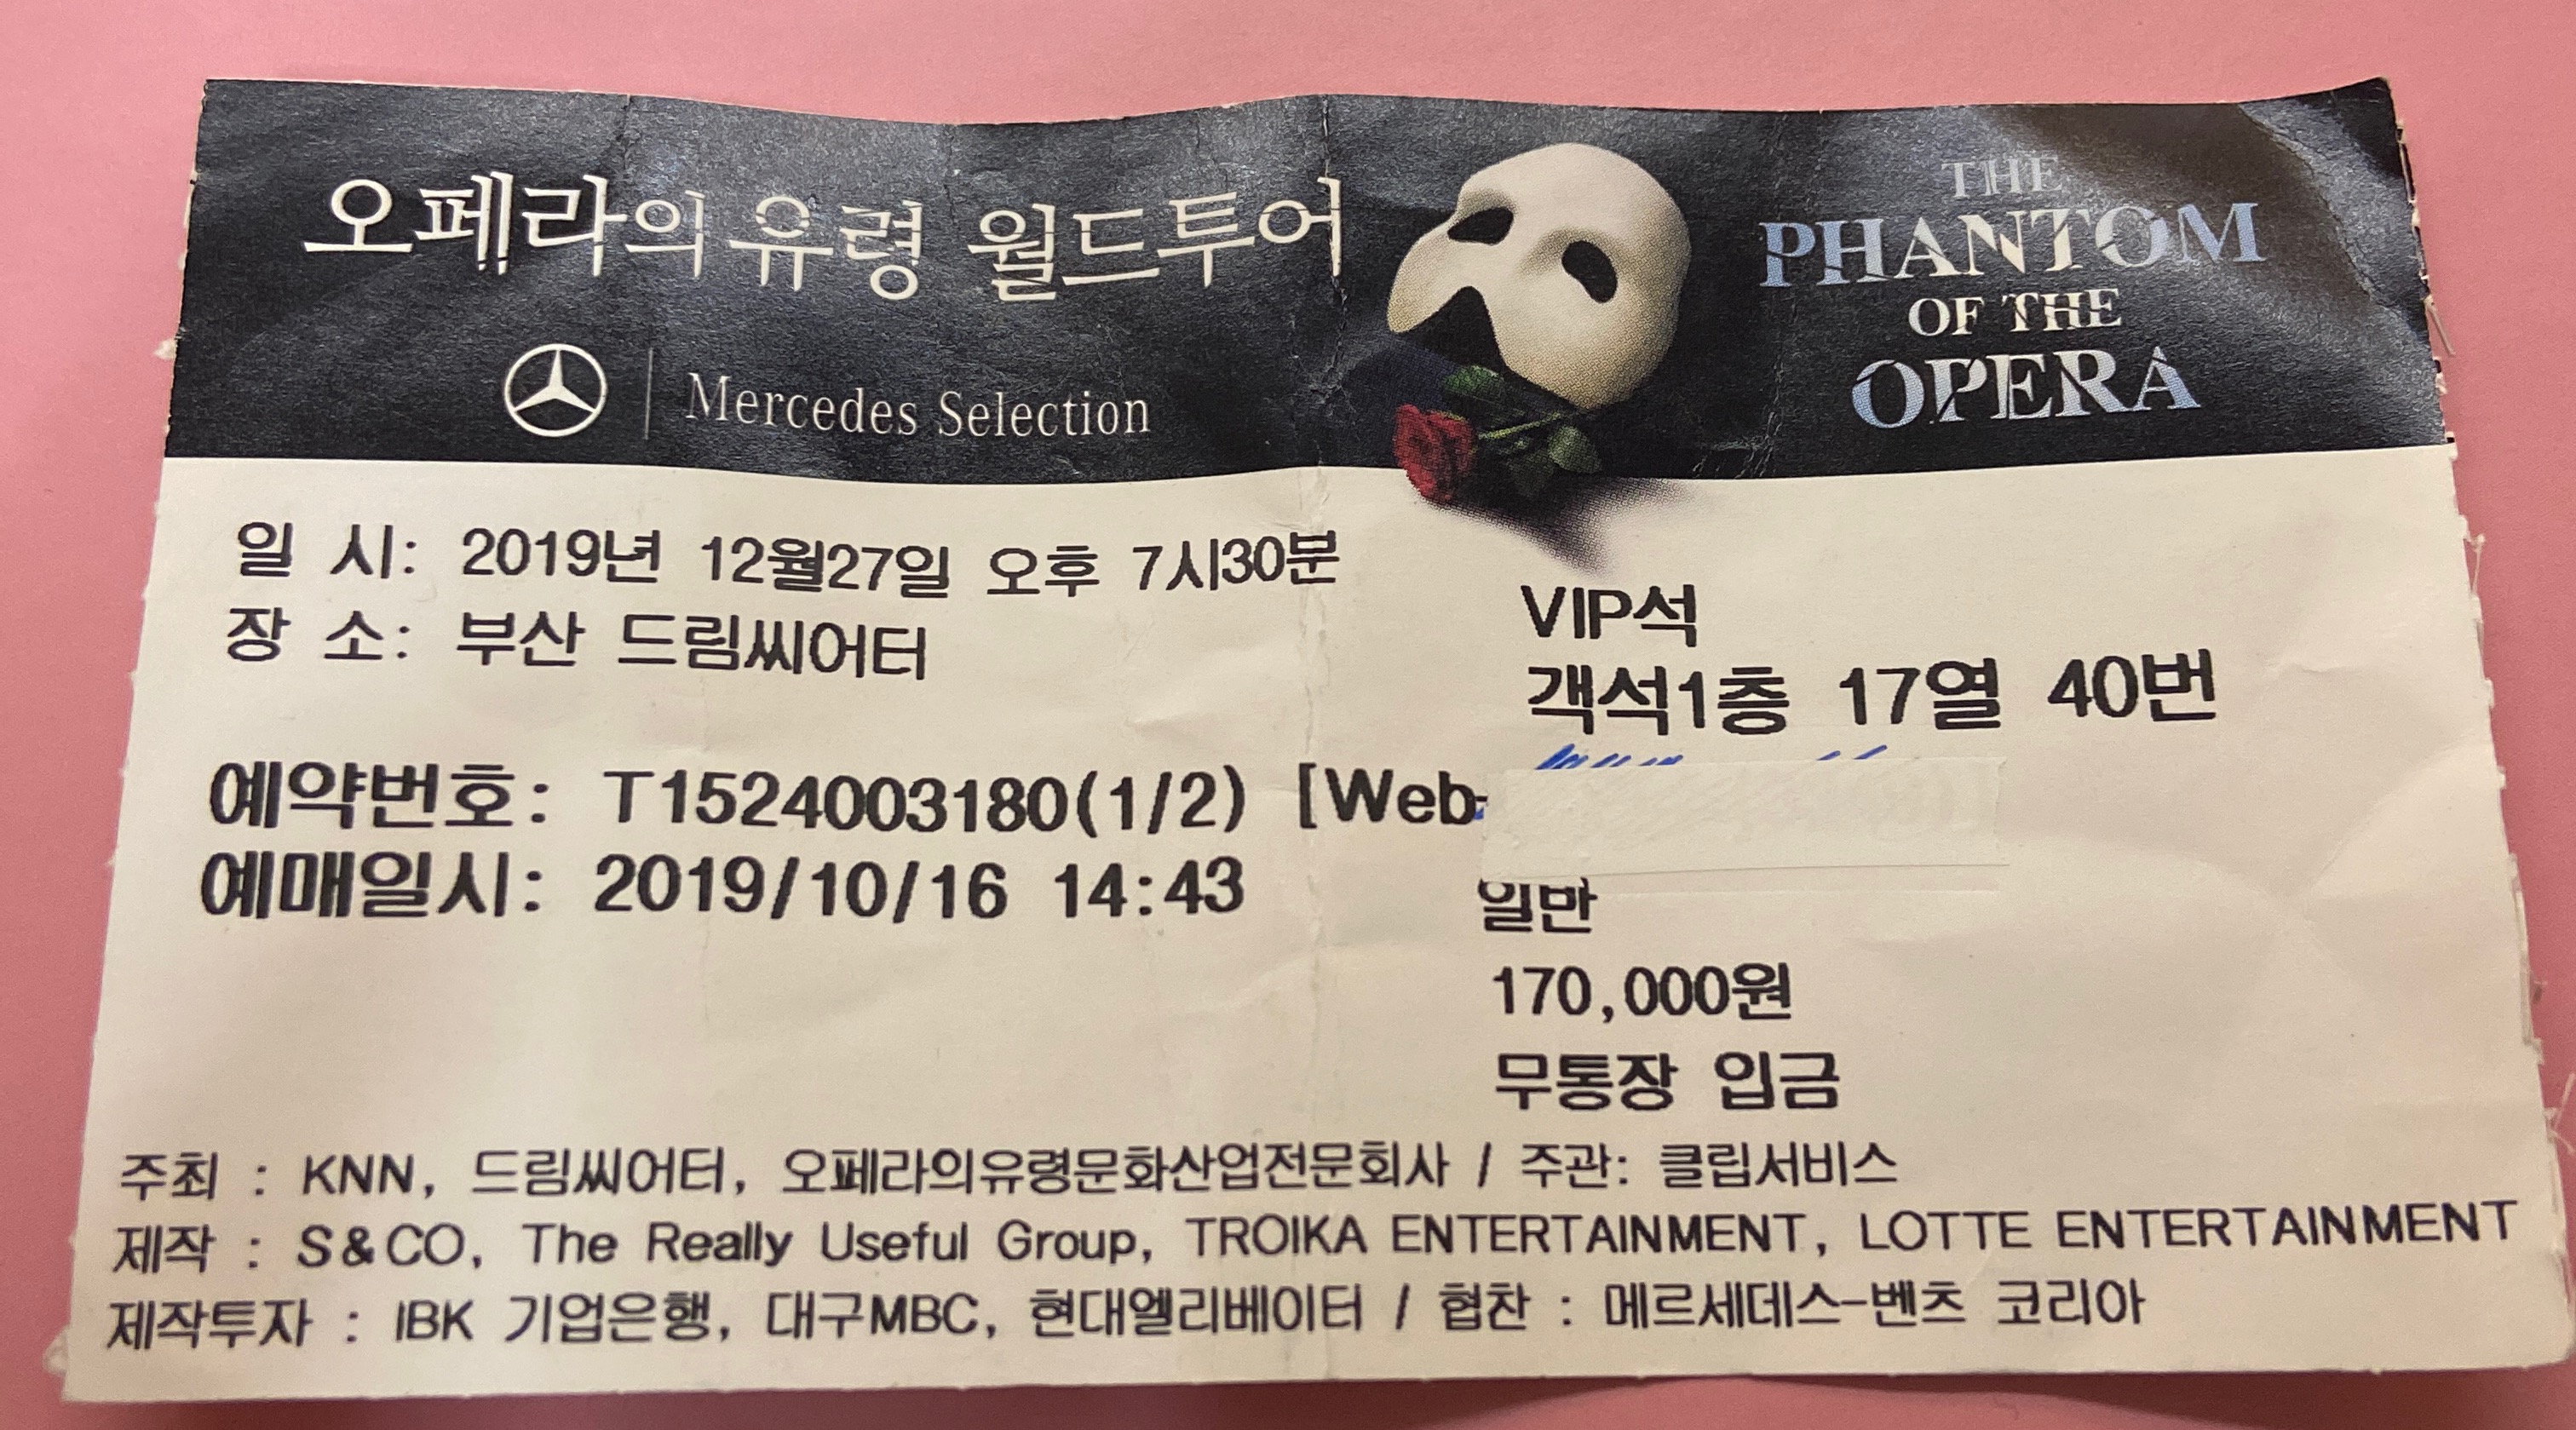 오페라의 유령 월드투어
Mercedes Selection
THE
PHANTOM
OF THE
OPERA
일 시: 2019년 12월27일 오후 7시30분
장 소: 부산 드림씨어터
VIP석
객석1층 17열 40번
예약번호: T1524003180(1/2) [Web-
예매일시: 2019/10/16 14:43
일반
170,000원
무통장 입금
주최 : KNN, 드림씨어터, 오페라의유령문화산업전문회사 / 주관: 클립서비스
제작 : S&CO, The Really Useful Group, TROIKA ENTERTAINMENT, LOTTE ENTERTAINMENT
제작투자 : IBK 기업은행, 대구MBC, 현대엘리베이터 / 협찬 : 메르세데스-벤츠 코리아